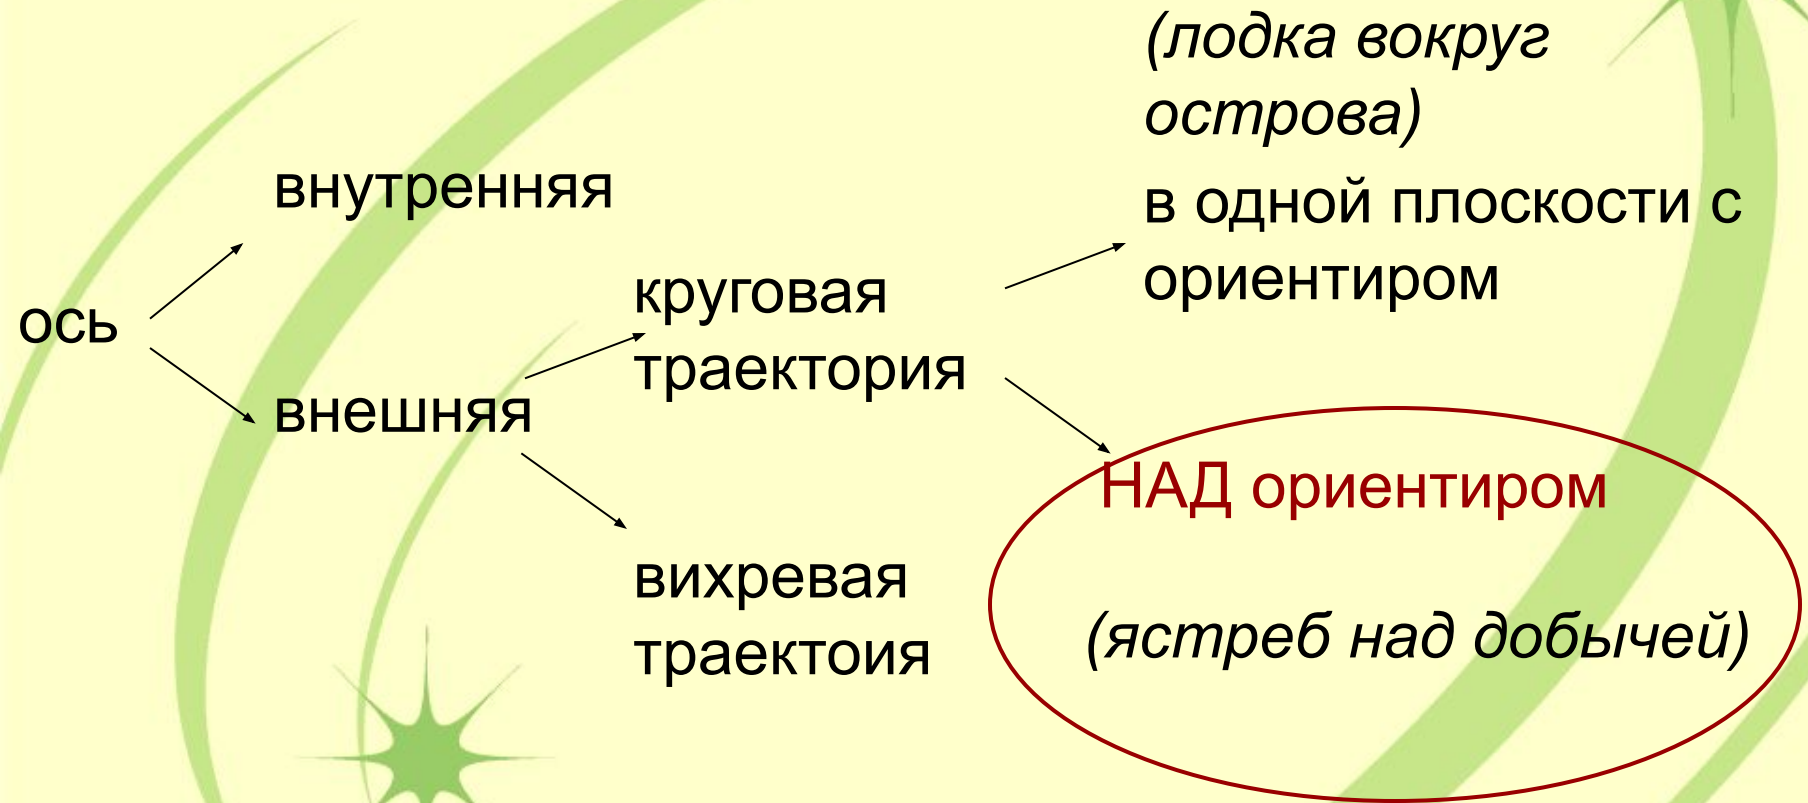 (лодка вокруг
острова)
в одной плоскости с
ориентиром
внутренняя
ось
внешняя
круговая
траектория
вихревая
траектоия
НАД ориентиром
(ястреб над добычей)